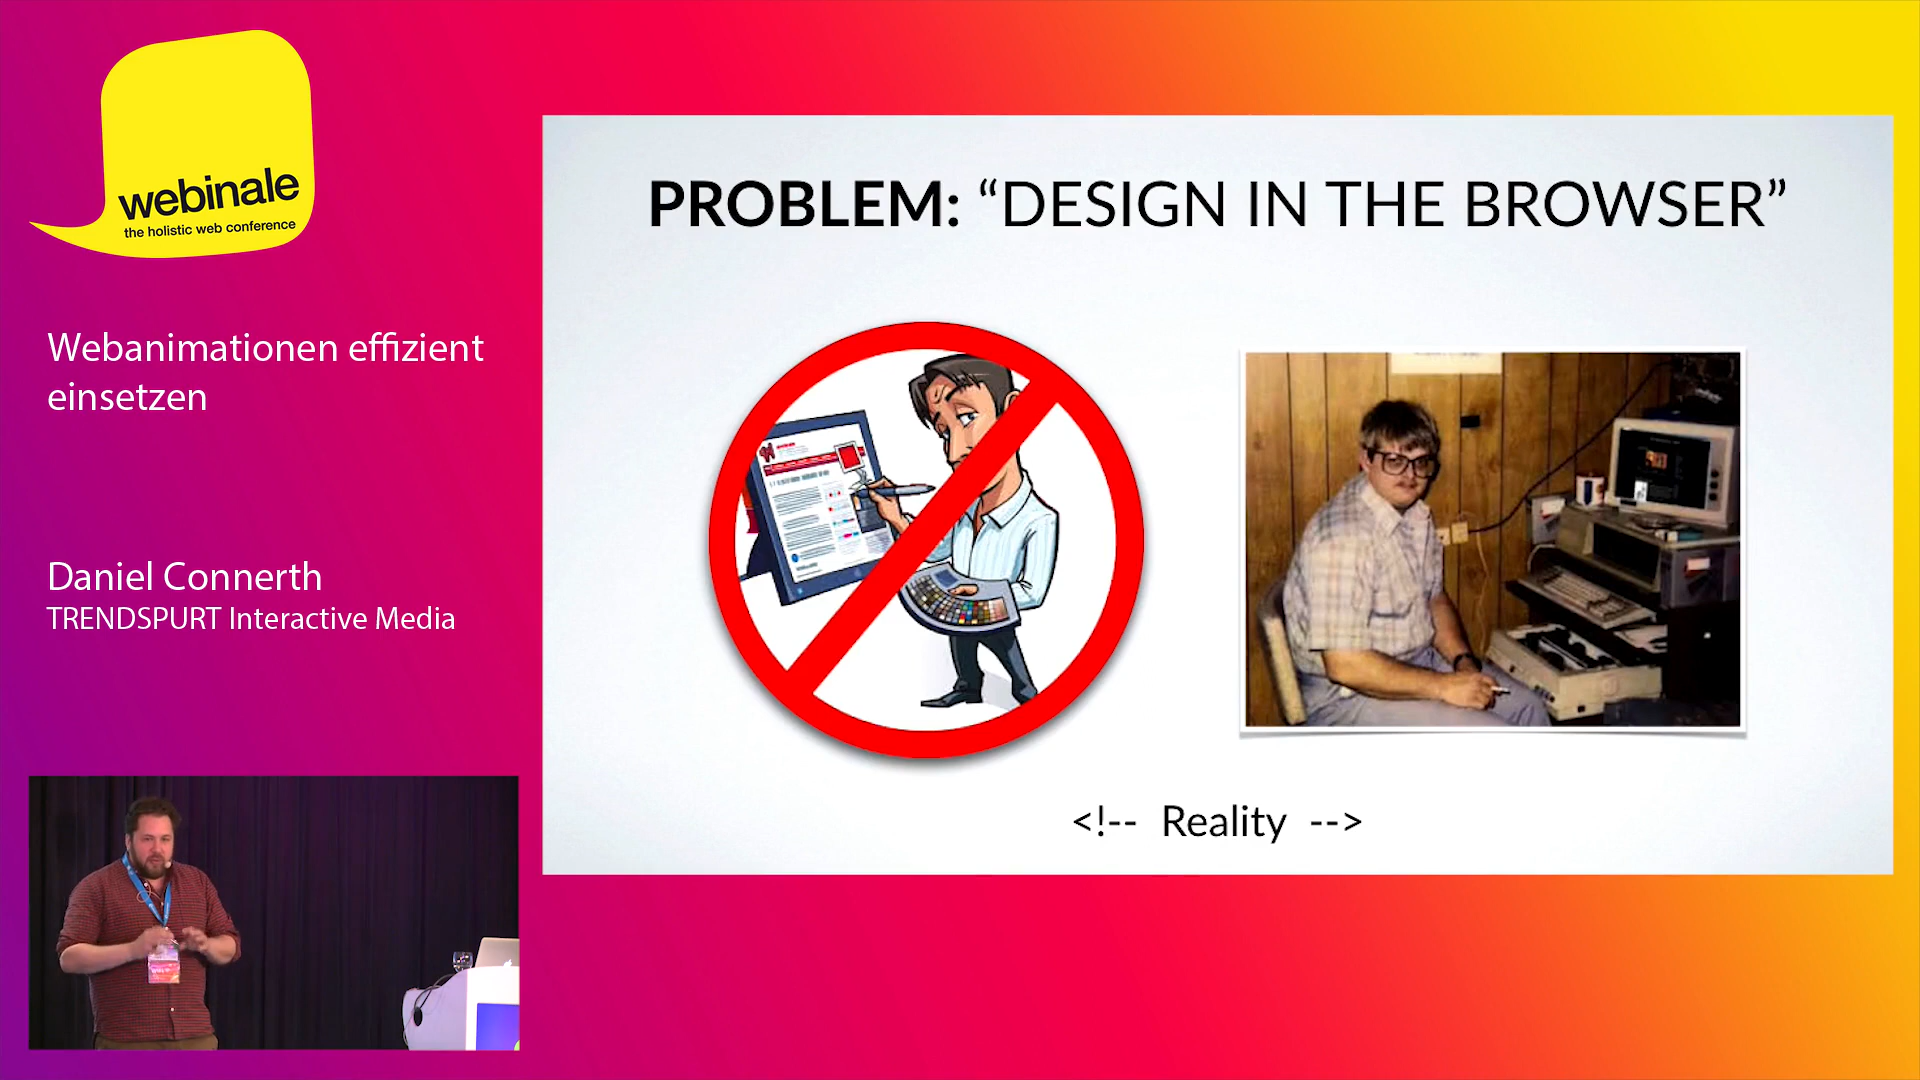 webinale
the holistic web conference
Webanimationen effizient
einsetzen
Daniel Connerth
TRENDSPURT Interactive Media
PROBLEM: “DESIGN IN THE BROWSER”
<!-- Reality -->